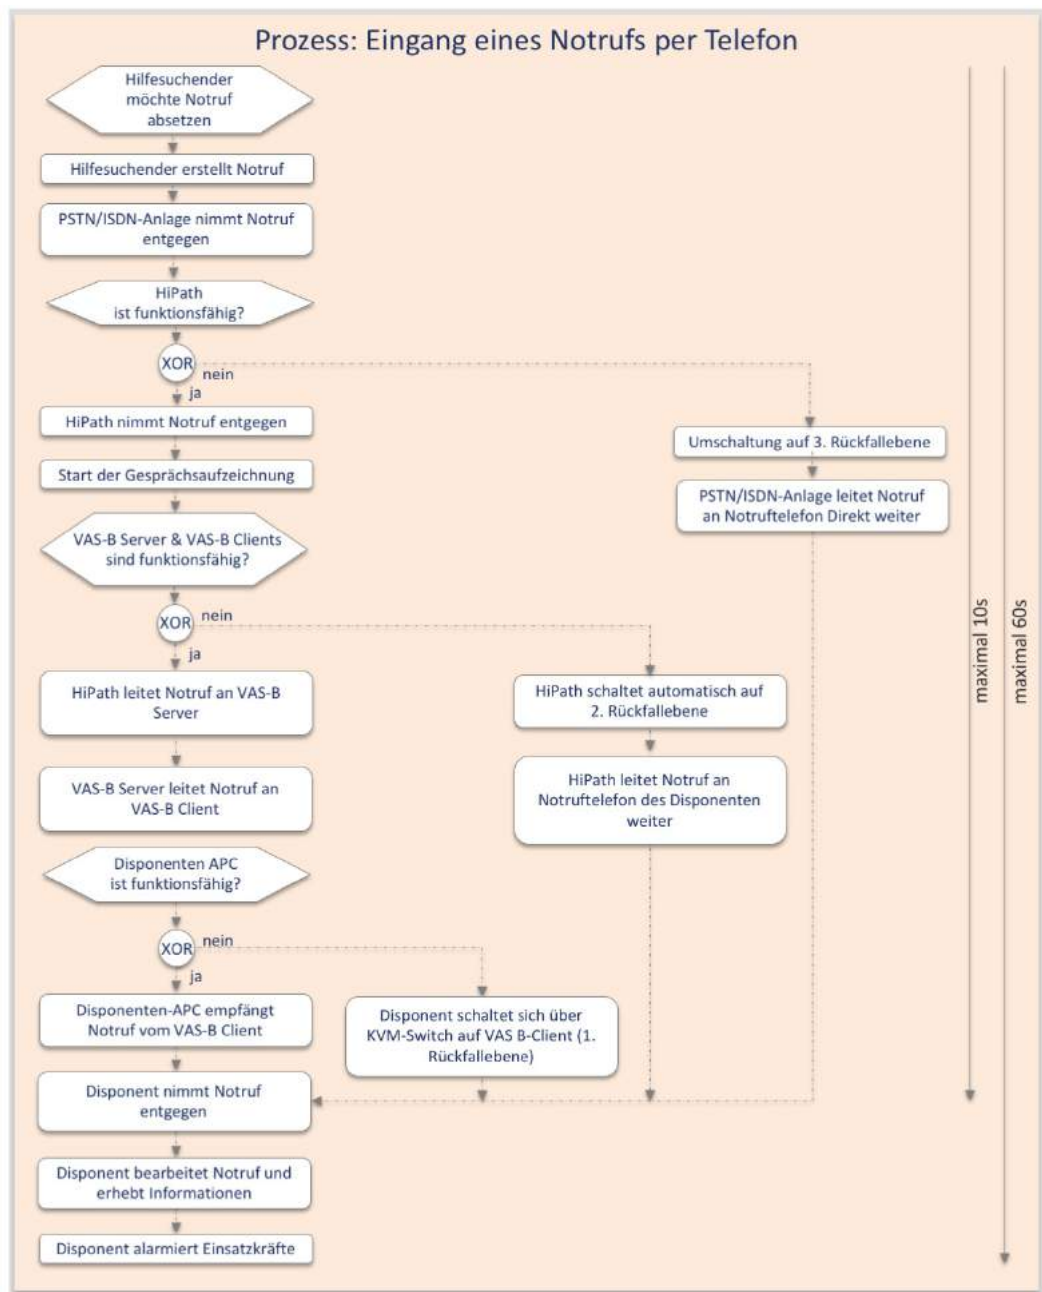 Prozess: Eingang eines Notrufs per Telefon
Hilfesuchender
möchte Notruf
absetzen
Hilfesuchender erstellt Notruf
PSTN/ISDN-Anlage nimmt Notruf
entgegen
HiPath
ist funktionsfähig?
XOR
nein
ja
HiPath nimmt Notruf entgegen
Umschaltung auf 3. Rückfallebene
Start der Gesprächsaufzeichnung
PSTN/ISDN-Anlage leitet Notruf
an Notruftelefon Direkt weiter
VAS-B Server & VAS-B Clients
sind funktionsfähig?
XOR
nein
ja
HiPath leitet Notruf an VAS-B
Server
HiPath schaltet automatisch auf
2. Rückfallebene
VAS-B Server leitet Notruf an
VAS-B Client
HiPath leitet Notruf an
Notruftelefon des Disponenten
weiter
Disponenten APC
ist funktionsfähig?
XOR
nein
ja
Disponenten-APC empfängt
Notruf vom VAS-B Client
Disponent schaltet sich über
KVM-Switch auf VAS B-Client (1.
Rückfallebene)
Disponent nimmt Notruf
entgegen
Disponent bearbeitet Notruf und
erhebt Informationen
Disponent alarmiert Einsatzkräfte
maximal 10s
maximal 60s